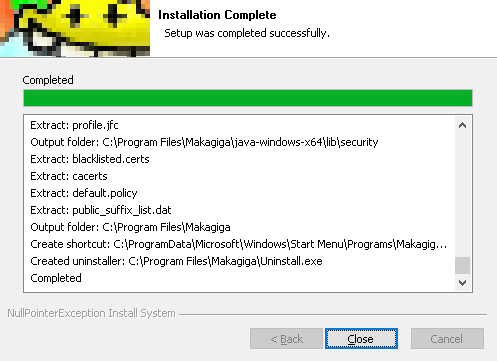 Installation Complete
Setup was completed successfully.
Completed
Extract: profile.jfc
Output folder: C:\Program Files\Makagiga\java-windows-x64\lib\security
Extract: blacklisted.certs
Extract: cacerts
Extract: default.policy
Extract: public_suffix_list.dat
Output folder: C:\Program Files\Makagiga
Create shortcut: C:\ProgramData\Microsoft\Windows\Start Menu\Programs\Makagig...
Created uninstaller: C:\Program Files\Makagiga\Uninstall.exe
Completed
NullPointerException Install System
< Back
Close
Cancel